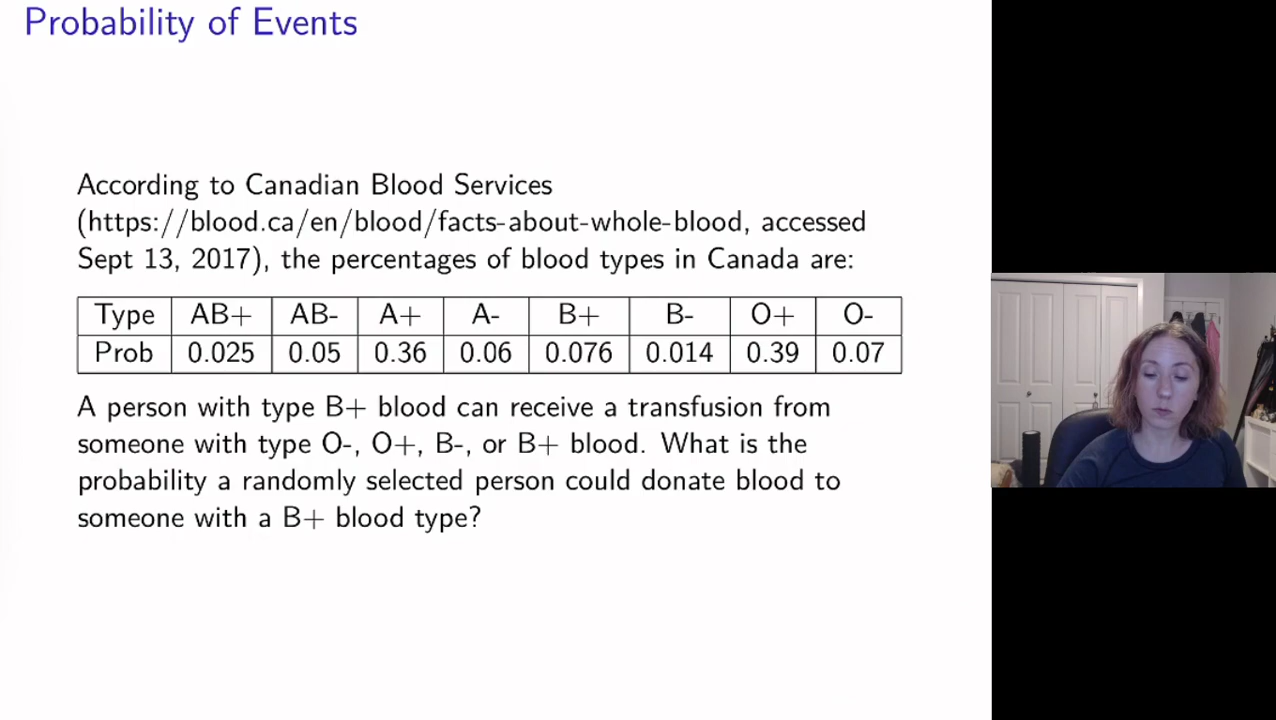 Probability of Events
According to Canadian Blood Services
(https://blood.ca/en/blood/facts-about-whole-blood, accessed
Sept 13, 2017), the percentages of blood types in Canada are:
Type AB+ AB- A+ A- B+ B- O+ O-
Prob 0.025 0.05 0.36 0.06 0.076 0.014 0.39 0.07
A person with type B+ blood can receive a transfusion from
someone with type O-, O+, B-, or B+ blood. What is the
probability a randomly selected person could donate blood to
someone with a B+ blood type?